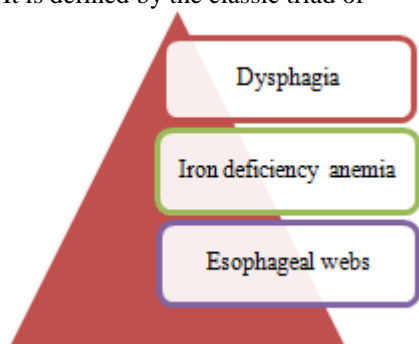 It is defined by the classic triad of
Dysphagia
Iron deficiency anemia
Esophageal webs